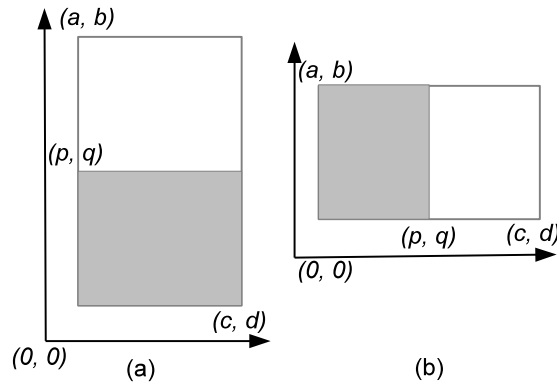 (a, b)
(p, q)
(c, d)
(0, 0)
(a)
(a, b)
(p, q)
(c, d)
(0, 0)
(b)